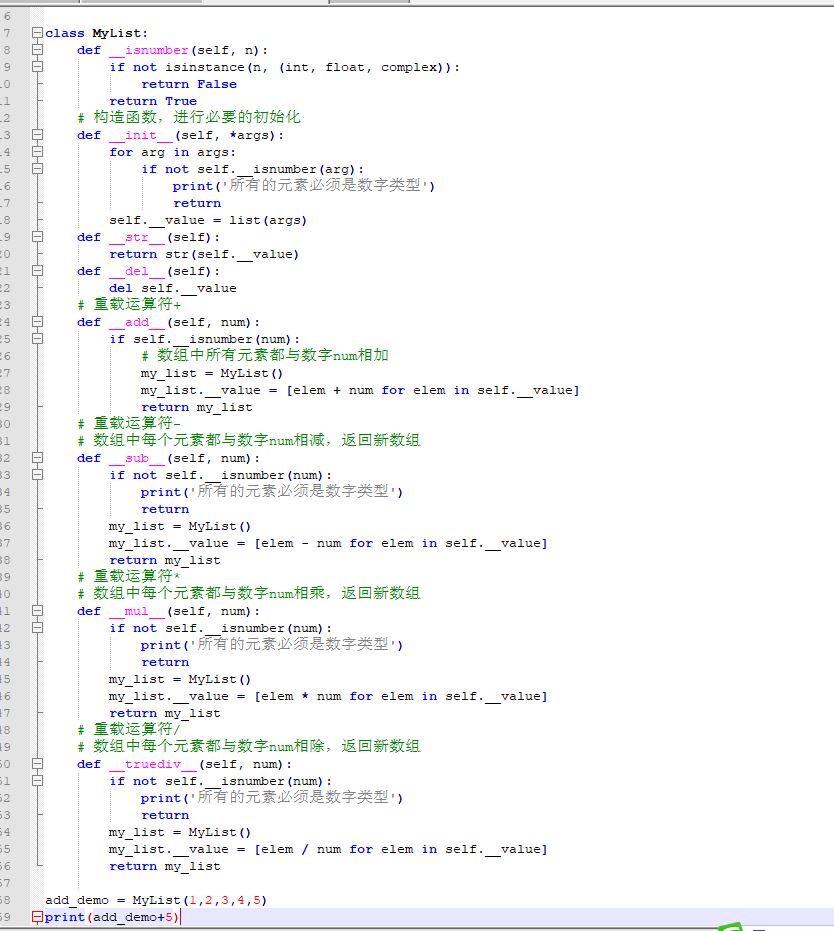 6
7 class MyList:
8     def __isnumber(self, n):
9         if not isinstance(n, (int, float, complex)):
0             return False
1         return True
2     # 构造函数，进行必要的初始化
3     def __init__(self, *args):
4         for arg in args:
5             if not self.__isnumber(arg):
6                 print('所有的元素必须是数字类型')
7                 return
8         self.__value = list(args)
9     def __str__(self):
20         return str(self.__value)
21     def __del__(self):
22         del self.__value
23     # 重载运算符+
24     def __add__(self, num):
25         if self.__isnumber(num):
26             # 数组中所有元素都与数字num相加
27             my_list = MyList()
28             my_list.__value = [elem + num for elem in self.__value]
29             return my_list
30     # 重载运算符-
31     # 数组中每个元素都与数字num相减，返回新数组
32     def __sub__(self, num):
33         if not self.__isnumber(num):
34             print('所有的元素必须是数字类型')
35             return
36         my_list = MyList()
37         my_list.__value = [elem - num for elem in self.__value]
38         return my_list
39     # 重载运算符*
40     # 数组中每个元素都与数字num相乘，返回新数组
41     def __mul__(self, num):
42         if not self.__isnumber(num):
43             print('所有的元素必须是数字类型')
44             return
45         my_list = MyList()
46         my_list.__value = [elem * num for elem in self.__value]
47         return my_list
48     # 重载运算符/
49     # 数组中每个元素都与数字num相除，返回新数组
50     def __truediv__(self, num):
51         if not self.__isnumber(num):
52             print('所有的元素必须是数字类型')
53             return
54         my_list = MyList()
55         my_list.__value = [elem / num for elem in self.__value]
56         return my_list
57
58 add_demo = MyList(1,2,3,4,5)
59 print(add_demo+5)